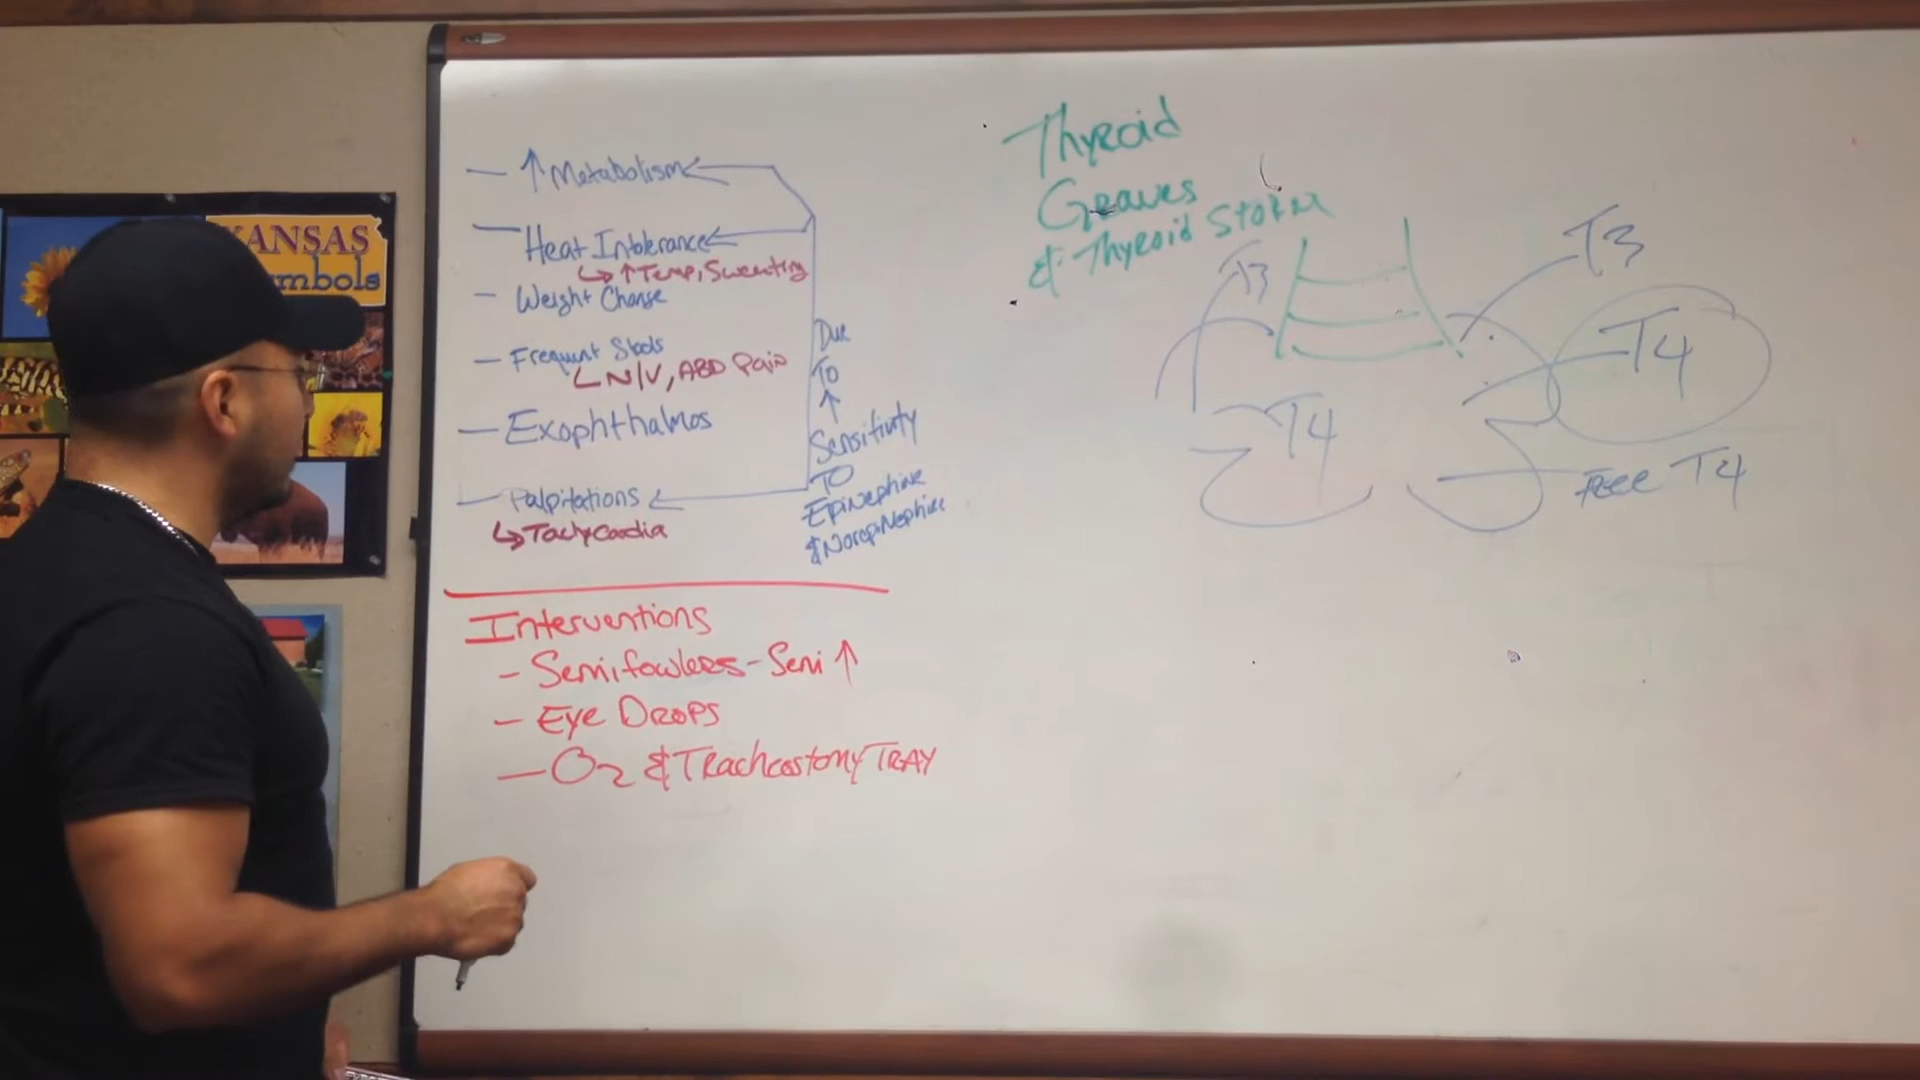 KANSAS
mbols
— ↑ Metabolism
— Heat Intolerance
↳ ↑Temp, Sweating
— Weight Change
— Frequent Stools
↳ N/V, ABD Pain
— Exophthalmos
— Palpitations
↳ Tachycardia
Due
To
↑
Sensitivity
TO
Epinephrine
& Norepinephrine
Interventions
- Semifowlers - Semi ↑
- Eye Drops
- O2 & Tracheostomy Tray
Thyroid
Graves
& Thyroid Storm
T3
T3
T4
T4
Free T4